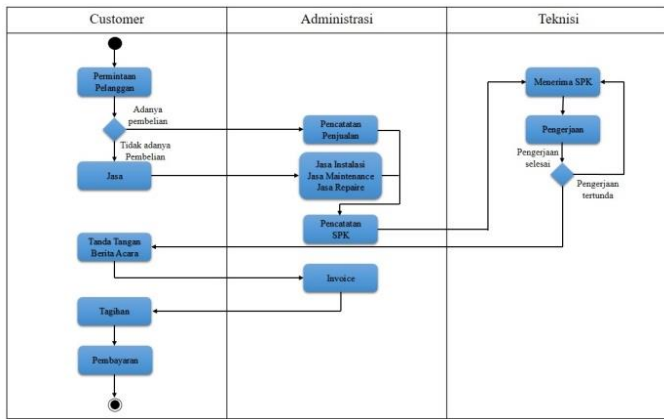 Customer
Administrasi
Teknisi
Permintaan
Pelanggan
Adanya
pembelian
Tidak adanya
Pembelian
Jasa
Pencatatan
Penjualan
Jasa Instalasi
Jasa Maintenance
Jasa Repaire
Pencatatan
SPK
Menerima SPK
Pengerjaan
Pengerjaan
selesai
Pengerjaan
tertunda
Tanda Tangan
Berita Acara
Invoice
Tagihan
Pembayaran